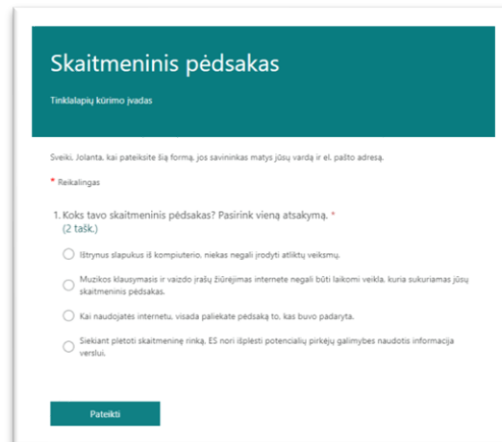 Skaitmeninis pėdsakas
Tinklalapių kūrimo įvadas
Sveiki, Jolanta, kai pateiksite šią formą, jos savininkas matys jūsų vardą ir el. pašto adresą.
* Reikalingas
1. Koks tavo skaitmeninis pėdsakas? Pasirink vieną atsakymą. *
(2 tašk.)
Ištrynus slapukus iš kompiuterio, niekas negali įrodyti atliktų veiksmų.
Muzikos klausymasis ir vaizdo įrašų žiūrėjimas internete negali būti laikomi veikla, kuria sukuriamas jūsų
skaitmeninis pėdsakas.
Kai naudojatės internetu, visada paliekate pėdsaką to, kas buvo padaryta.
Siekiant plėtoti skaitmeninę rinką, ES nori išplėsti potencialių pirkėjų galimybes naudotis informacija
verslui.
Pateikti